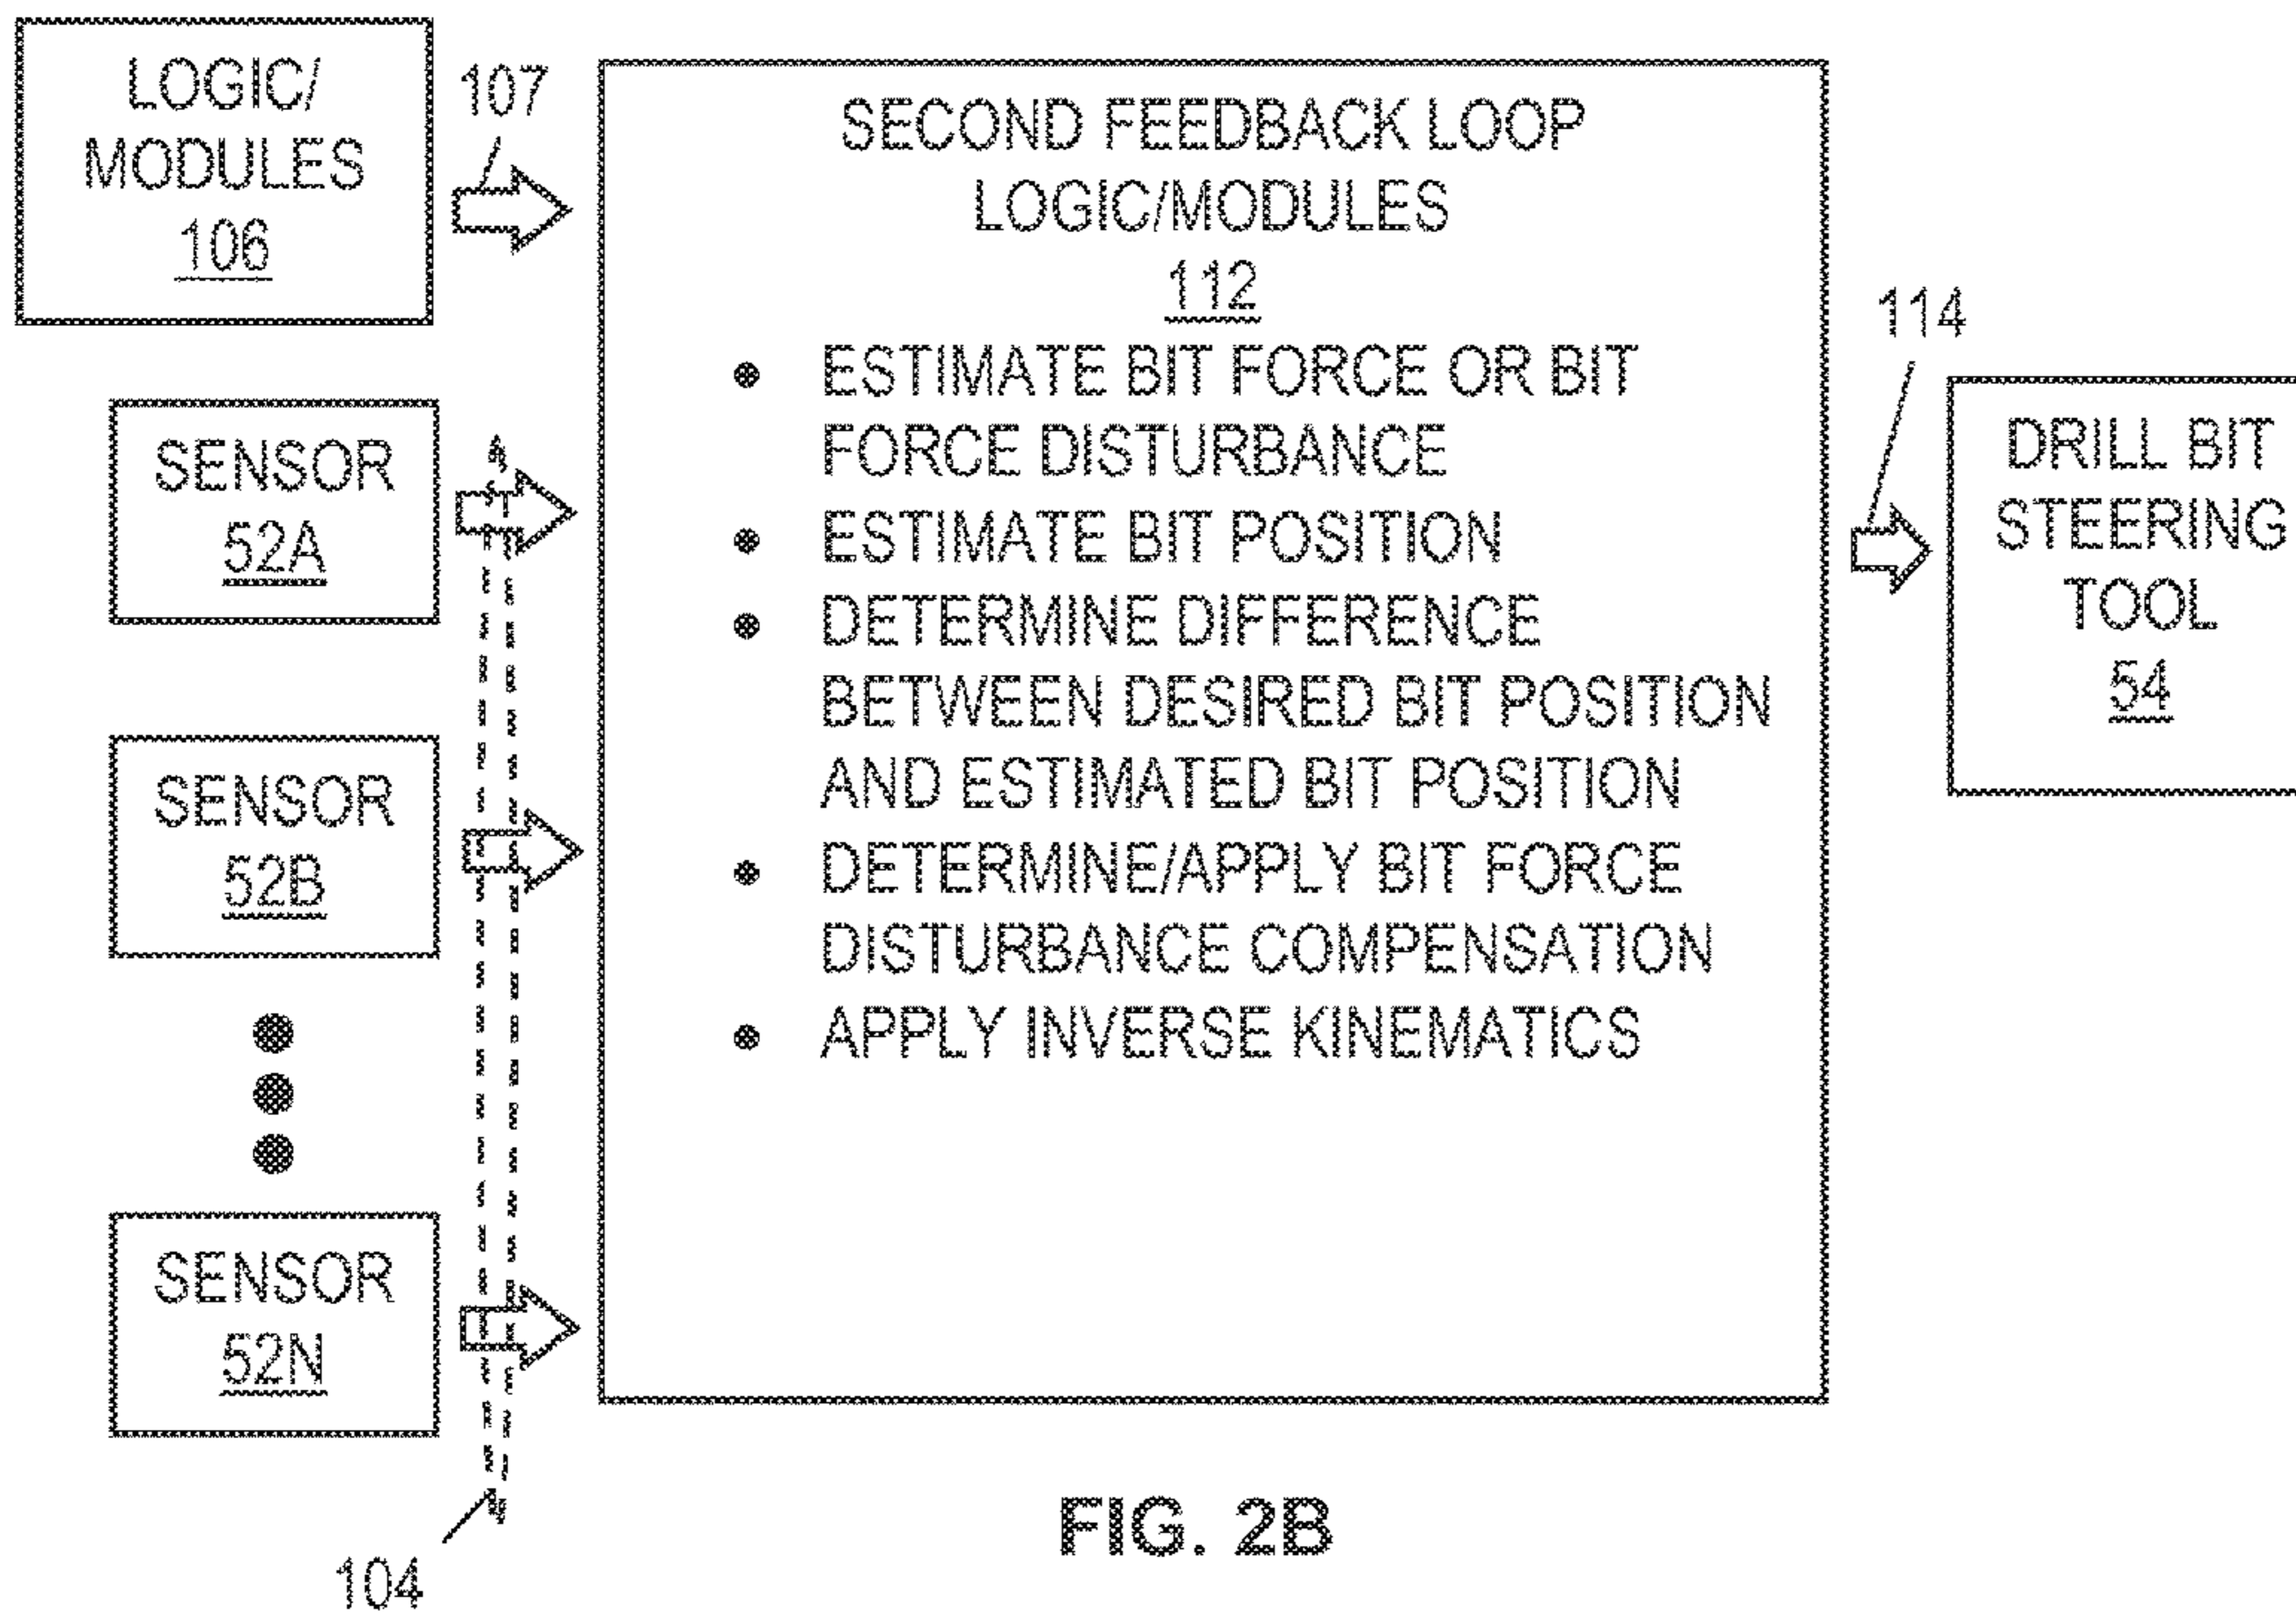 LOGIC/
MODULES
106
107
SENSOR
52A
SENSOR
52B
SENSOR
52N
104
SECOND FEEDBACK LOOP
LOGIC/MODULES
112
• ESTIMATE BIT FORCE OR BIT
FORCE DISTURBANCE
• ESTIMATE BIT POSITION
• DETERMINE DIFFERENCE
BETWEEN DESIRED BIT POSITION
AND ESTIMATED BIT POSITION
• DETERMINE/APPLY BIT FORCE
DISTURBANCE COMPENSATION
• APPLY INVERSE KINEMATICS
114
DRILL BIT
STEERING
TOOL
54
FIG. 2B